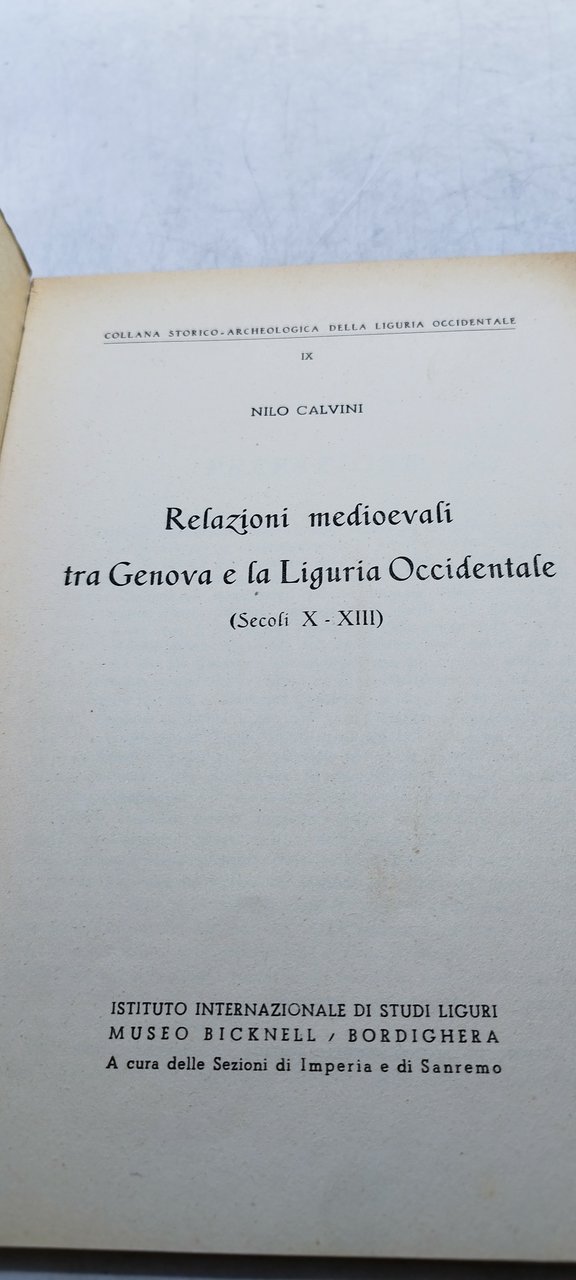 COLLANA STORICO-ARCHEOLOGICA DELLA LIGURIA OCCIDENTALE
IX
NILO CALVINI
Relazioni medioevali
tra Genova e la Liguria Occidentale
(Secoli X - XIII)
ISTITUTO INTERNAZIONALE DI STUDI LIGURI
MUSEO BICKNELL / BORDIGHERA
A cura delle Sezioni di Imperia e di Sanremo